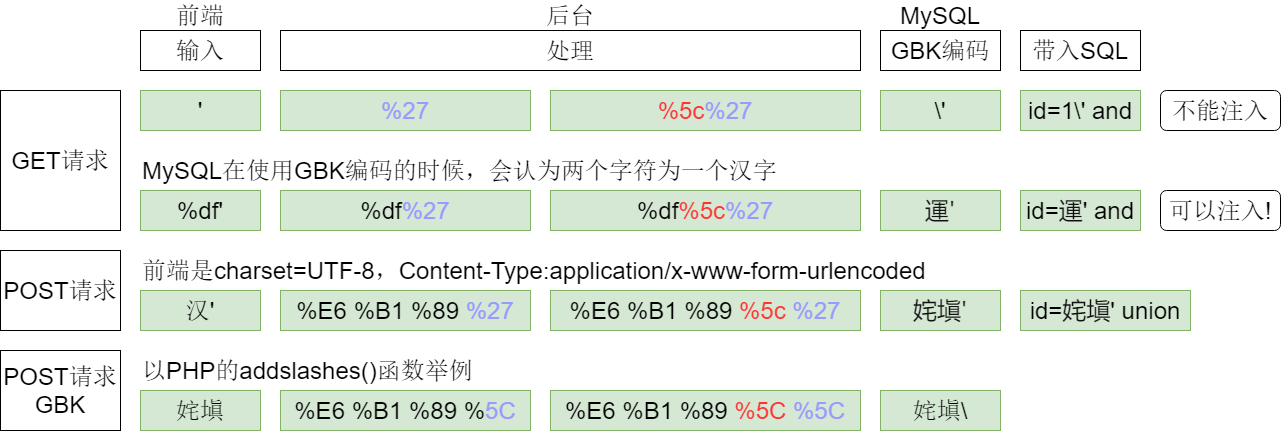 前端 后台 MySQL
输入 处理 GBK编码 带入SQL
GET请求
' %27 %5c%27 \' id=1\' and 不能注入
MySQL在使用GBK编码的时候，会认为两个字符为一个汉字
%df' %df%27 %df%5c%27 運' id=運' and 可以注入!
POST请求
前端是charset=UTF-8，Content-Type:application/x-www-form-urlencoded
汉' %E6 %B1 %89 %27 %E6 %B1 %89 %5c %27 姹塡' id=姹塡' union
POST请求
GBK
以PHP的addslashes()函数举例
姹塡 %E6 %B1 %89 %5C %E6 %B1 %89 %5C %5C 姹塡\